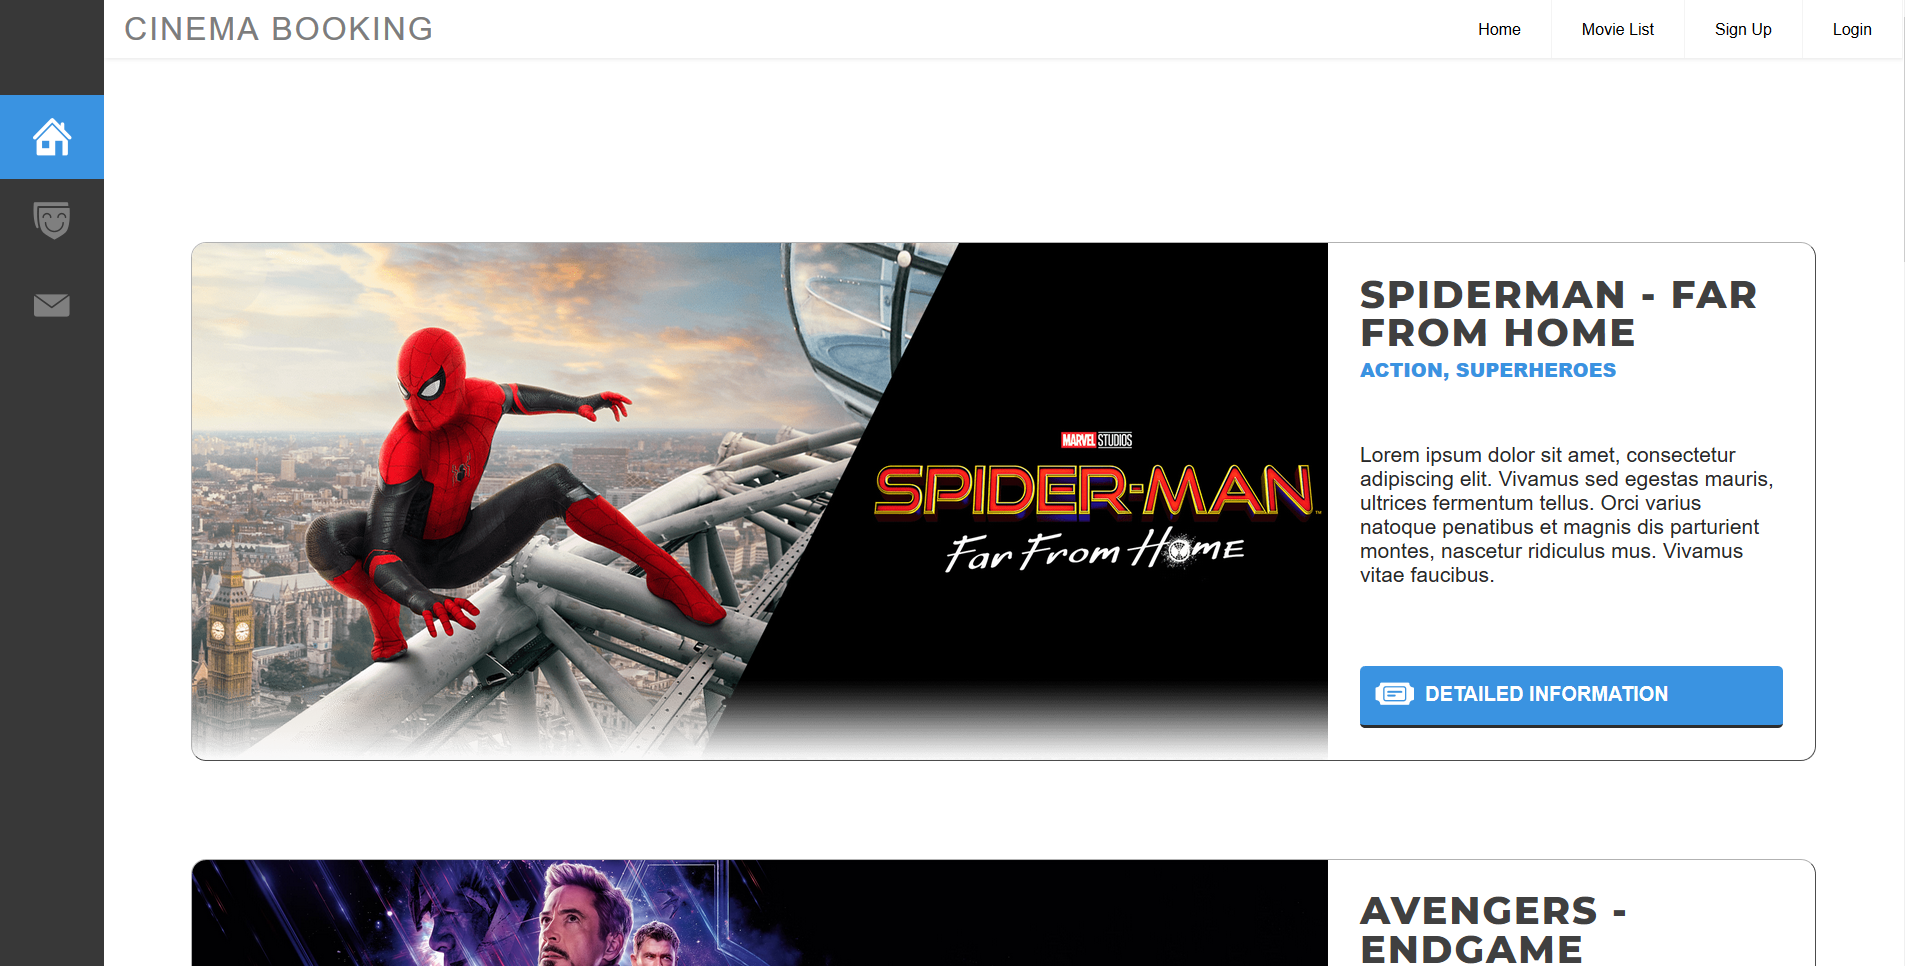 CINEMA BOOKING
Home
Movie List
Sign Up
Login
MARVEL STUDIOS
SPIDER-MAN
™
Far From Home
SPIDERMAN - FAR
FROM HOME
ACTION, SUPERHEROES
Lorem ipsum dolor sit amet, consectetur
adipiscing elit. Vivamus sed egestas mauris,
ultrices fermentum tellus. Orci varius
natoque penatibus et magnis dis parturient
montes, nascetur ridiculus mus. Vivamus
vitae faucibus.
DETAILED INFORMATION
AVENGERS -
ENDGAME